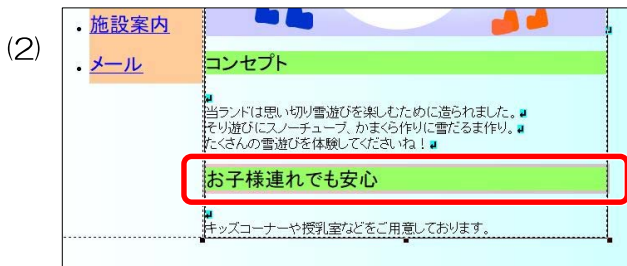 (2)
・施設案内
・メール
コンセプト
当ランドは思い切り雪遊びを楽しむために造られました。
そり遊びにスノーチューブ、かまくら作りに雪だるま作り。
たくさんの雪遊びを体験してくださいね！
お子様連れでも安心
キッズコーナーや授乳室などをご用意しております。